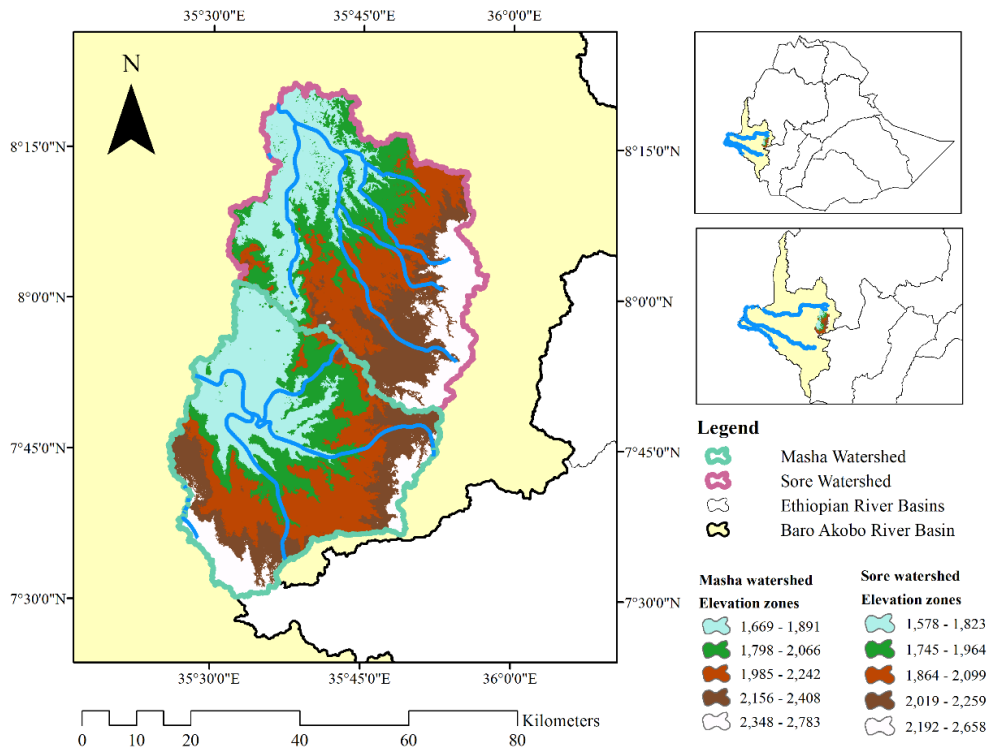 35°30'0"E 35°45'0"E 36°0'0"E
N
8°15'0"N
8°0'0"N
7°45'0"N
7°30'0"N
8°15'0"N
8°0'0"N
7°45'0"N
7°30'0"N
35°30'0"E 35°45'0"E 36°0'0"E
Kilometers
0 10 20 40 60 80
Legend
Masha Watershed
Sore Watershed
Ethiopian River Basins
Baro Akobo River Basin
Masha watershed
Elevation zones
1,669 - 1,891
1,798 - 2,066
1,985 - 2,242
2,156 - 2,408
2,348 - 2,783
Sore watershed
Elevation zones
1,578 - 1,823
1,745 - 1,964
1,864 - 2,099
2,019 - 2,259
2,192 - 2,658